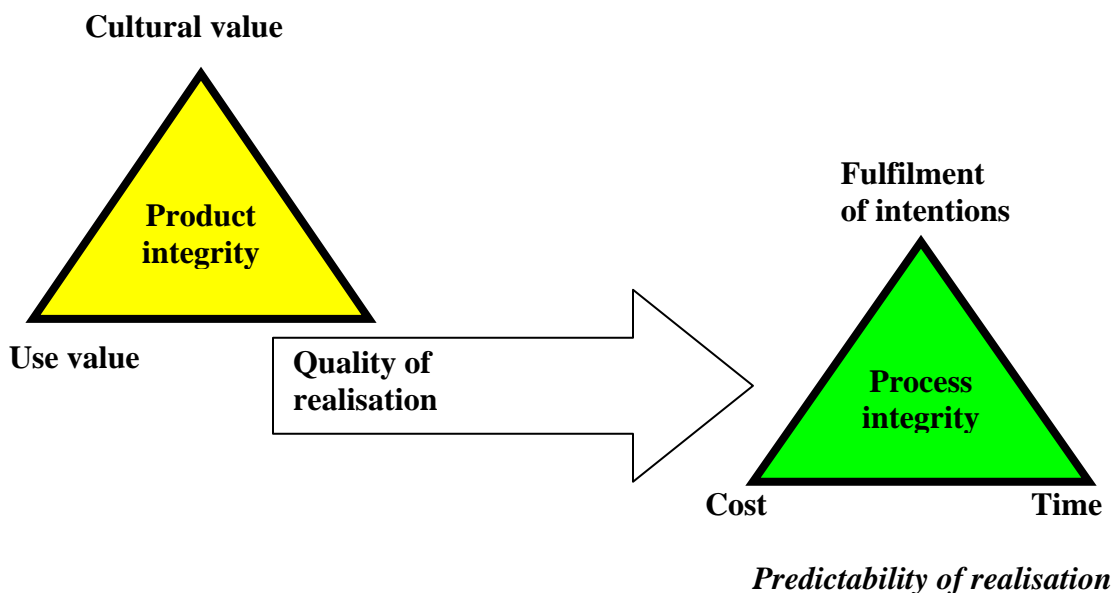 Cultural value
Product
integrity
Use value
Quality of
realisation
Fulfilment
of intentions
Process
integrity
Cost
Time
Predictability of realisation